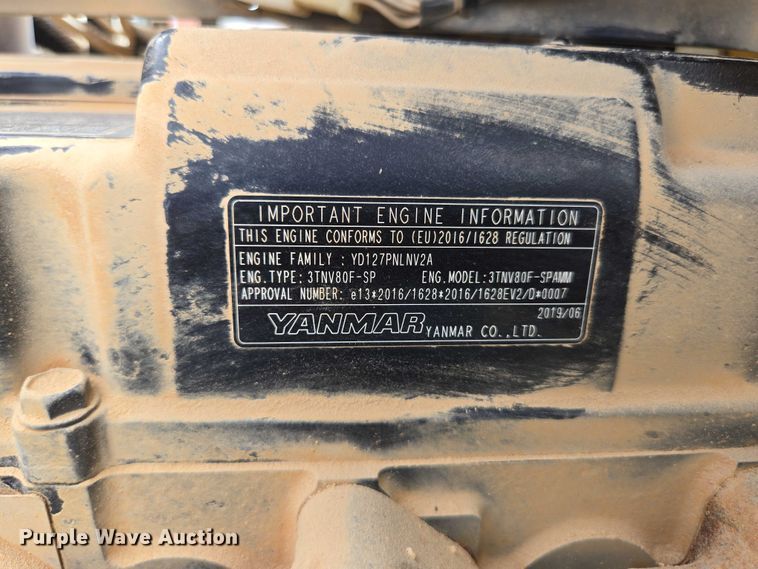 IMPORTANT ENGINE INFORMATION
THIS ENGINE CONFORMS TO (EU)2016/1628 REGULATION
ENGINE FAMILY : YD127PNLNV2A
ENG.TYPE: 3TNV80F-SP ENG.MODEL: 3TNV80F-SPAWM
APPROVAL NUMBER: e13*2016/1628*2016/1628EV2/D*0007
2019/06
YANMAR YANMAR CO.,LTD.
Purple Wave Auction®